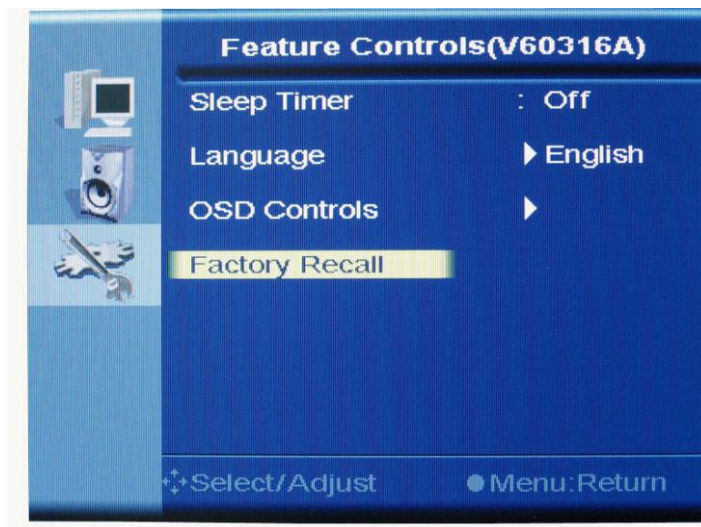 Feature Controls(V60316A)
Sleep Timer : Off
Language English
OSD Controls
Factory Recall
Select/Adjust Menu:Return